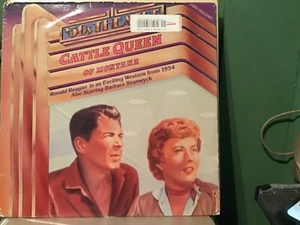 CATTLE QUEEN
OF MONTANA
Ronald Reagan in an Exciting Western from 1954
Also Starring Barbara Stanwyck